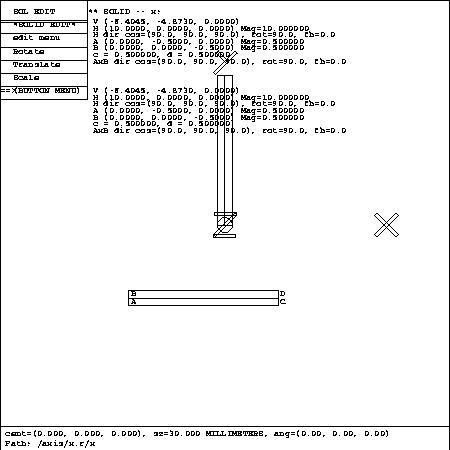 SOL EDIT
*SOLID EDIT*
edit menu
Rotate
Translate
Scale
==>(BUTTON MENU)
** SOLID -- x:
V (-8.4045, -4.8730, 0.0000)
H (10.0000, 0.0000, 0.0000) Mag=10.000000
H dir cos=(90.0, 90.0, 90.0), rot=90.0, fb=0.0
A (0.0000, -0.5000, 0.0000) Mag=0.500000
B (0.0000, 0.0000, -0.5000) Mag=0.500000
c = 0.500000, d = 0.500000
AxB dir cos=(90.0, 90.0, 90.0), rot=90.0, fb=0.0
V (-8.4045, -4.8730, 0.0000)
H (10.0000, 0.0000, 0.0000) Mag=10.000000
H dir cos=(90.0, 90.0, 90.0), rot=90.0, fb=0.0
A (0.0000, -0.5000, 0.0000) Mag=0.500000
B (0.0000, 0.0000, -0.5000) Mag=0.500000
c = 0.500000, d = 0.500000
AxB dir cos=(90.0, 90.0, 90.0), rot=90.0, fb=0.0
B D
A C
cent=(0.000, 0.000, 0.000), sz=30.000 MILLIMETERS, ang=(0.00, 0.00, 0.00)
Path: /axis/x.r/x